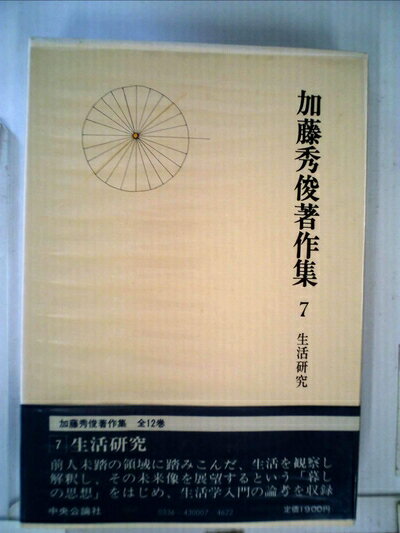 加藤秀俊著作集 7 生活研究
加藤秀俊著作集 全12巻
7 生活研究
前人未踏の領域に踏みこんだ、生活を観察し
解釈し、その未来像を展望するという「暮し
の思想」をはじめ、生活学入門の論考を収録
中央公論社 0336-430007-4622 定価1900円